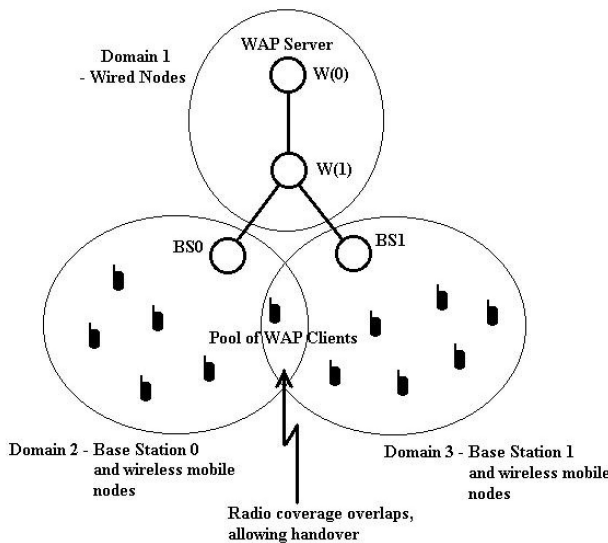 WAP Server
Domain 1
- Wired Nodes
W(0)
W(1)
BS0
BS1
Pool of WAP Clients
Domain 2 - Base Station 0
and wireless mobile
nodes
Domain 3 - Base Station 1
and wireless mobile
nodes
Radio coverage overlaps,
allowing handover